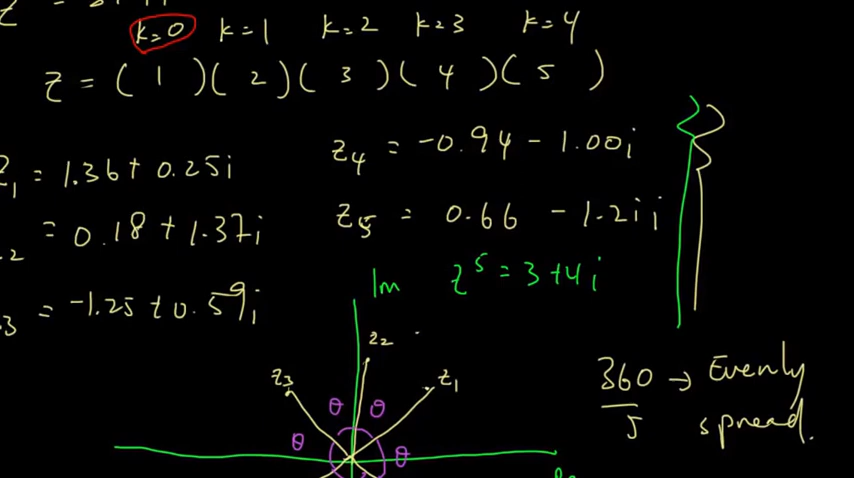 k=0 k=1 k=2 k=3 k=4
z = ( 1 )( 2 )( 3 )( 4 )( 5 )
z1 = 1.36 + 0.25i
z4 = -0.94 - 1.00i
.2 = 0.18 + 1.37i
z5 = 0.66 - 1.21i
.3 = -1.25 + 0.59i
Im z^5 = 3+4i
z2
z3 z1
θ θ
θ θ
360/5 → Evenly
spread.